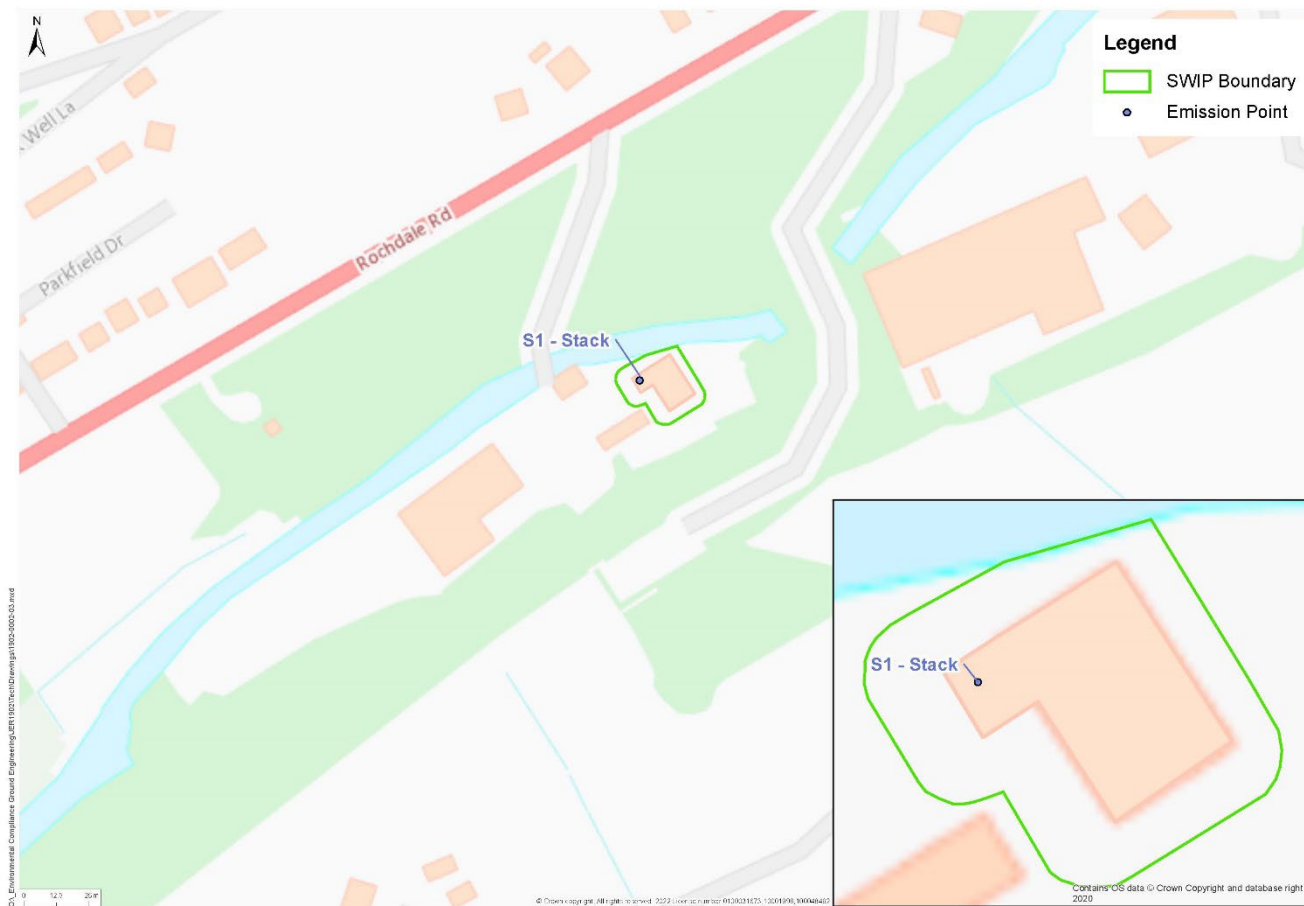 N
Legend
SWIP Boundary
Emission Point
Well La
Parkfield Dr
Rochdale Rd
S1 - Stack
S1 - Stack
Contains OS data © Crown Copyright and database right
2020